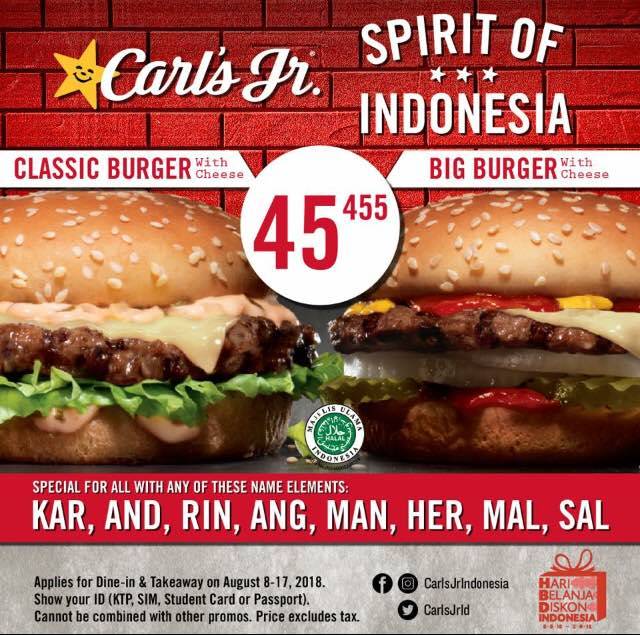 Carl's Jr.
SPIRIT OF
INDONESIA
CLASSIC BURGER With Cheese
BIG BURGER With Cheese
45 455
MAJELIS ULAMA
HALAL
INDONESIA
SPECIAL FOR ALL WITH ANY OF THESE NAME ELEMENTS:
KAR, AND, RIN, ANG, MAN, HER, MAL, SAL
Applies for Dine-in & Takeaway on August 8-17, 2018.
Show your ID (KTP, SIM, Student Card or Passport).
Cannot be combined with other promos. Price excludes tax.
CarlsJrIndonesia
CarlsJrId
HARI
BELANJA
DISKON
INDONESIA